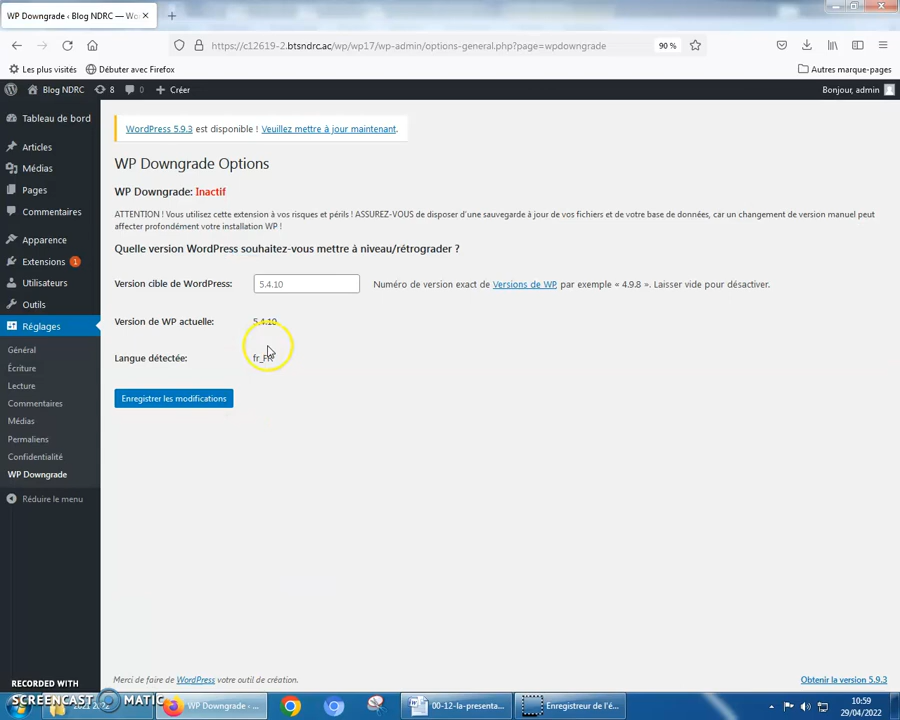 WP Downgrade ‹ Blog NDRC — Wo
https://c12619-2.btsndrc.ac/wp/wp17/wp-admin/options-general.php?page=wpdowngrade
90 %
Les plus visités
Débuter avec Firefox
Autres marque-pages
Blog NDRC
8
0
Créer
Bonjour, admin
Tableau de bord
Articles
Médias
Pages
Commentaires
Apparence
Extensions 1
Utilisateurs
Outils
Réglages
Général
Écriture
Lecture
Commentaires
Médias
Permaliens
Confidentialité
WP Downgrade
Réduire le menu
WordPress 5.9.3 est disponible ! Veuillez mettre à jour maintenant.
WP Downgrade Options
WP Downgrade: Inactif
ATTENTION ! Vous utilisez cette extension à vos risques et périls ! ASSUREZ-VOUS de disposer d'une sauvegarde à jour de vos fichiers et de votre base de données, car un changement de version manuel peut
affecter profondément votre installation WP !
Quelle version WordPress souhaitez-vous mettre à niveau/rétrograder ?
Version cible de WordPress:
5.4.10
Numéro de version exact de Versions de WP, par exemple « 4.9.8 ». Laisser vide pour désactiver.
Version de WP actuelle:
5.4.10
Langue détectée:
fr_FR
Enregistrer les modifications
Merci de faire de WordPress votre outil de création.
Obtenir la version 5.9.3
RECORDED WITH
SCREENCAST MATIC
WP Downgrade ‹ ...
00-12-la-presenta...
Enregistreur de l'é...
10:59
29/04/2022